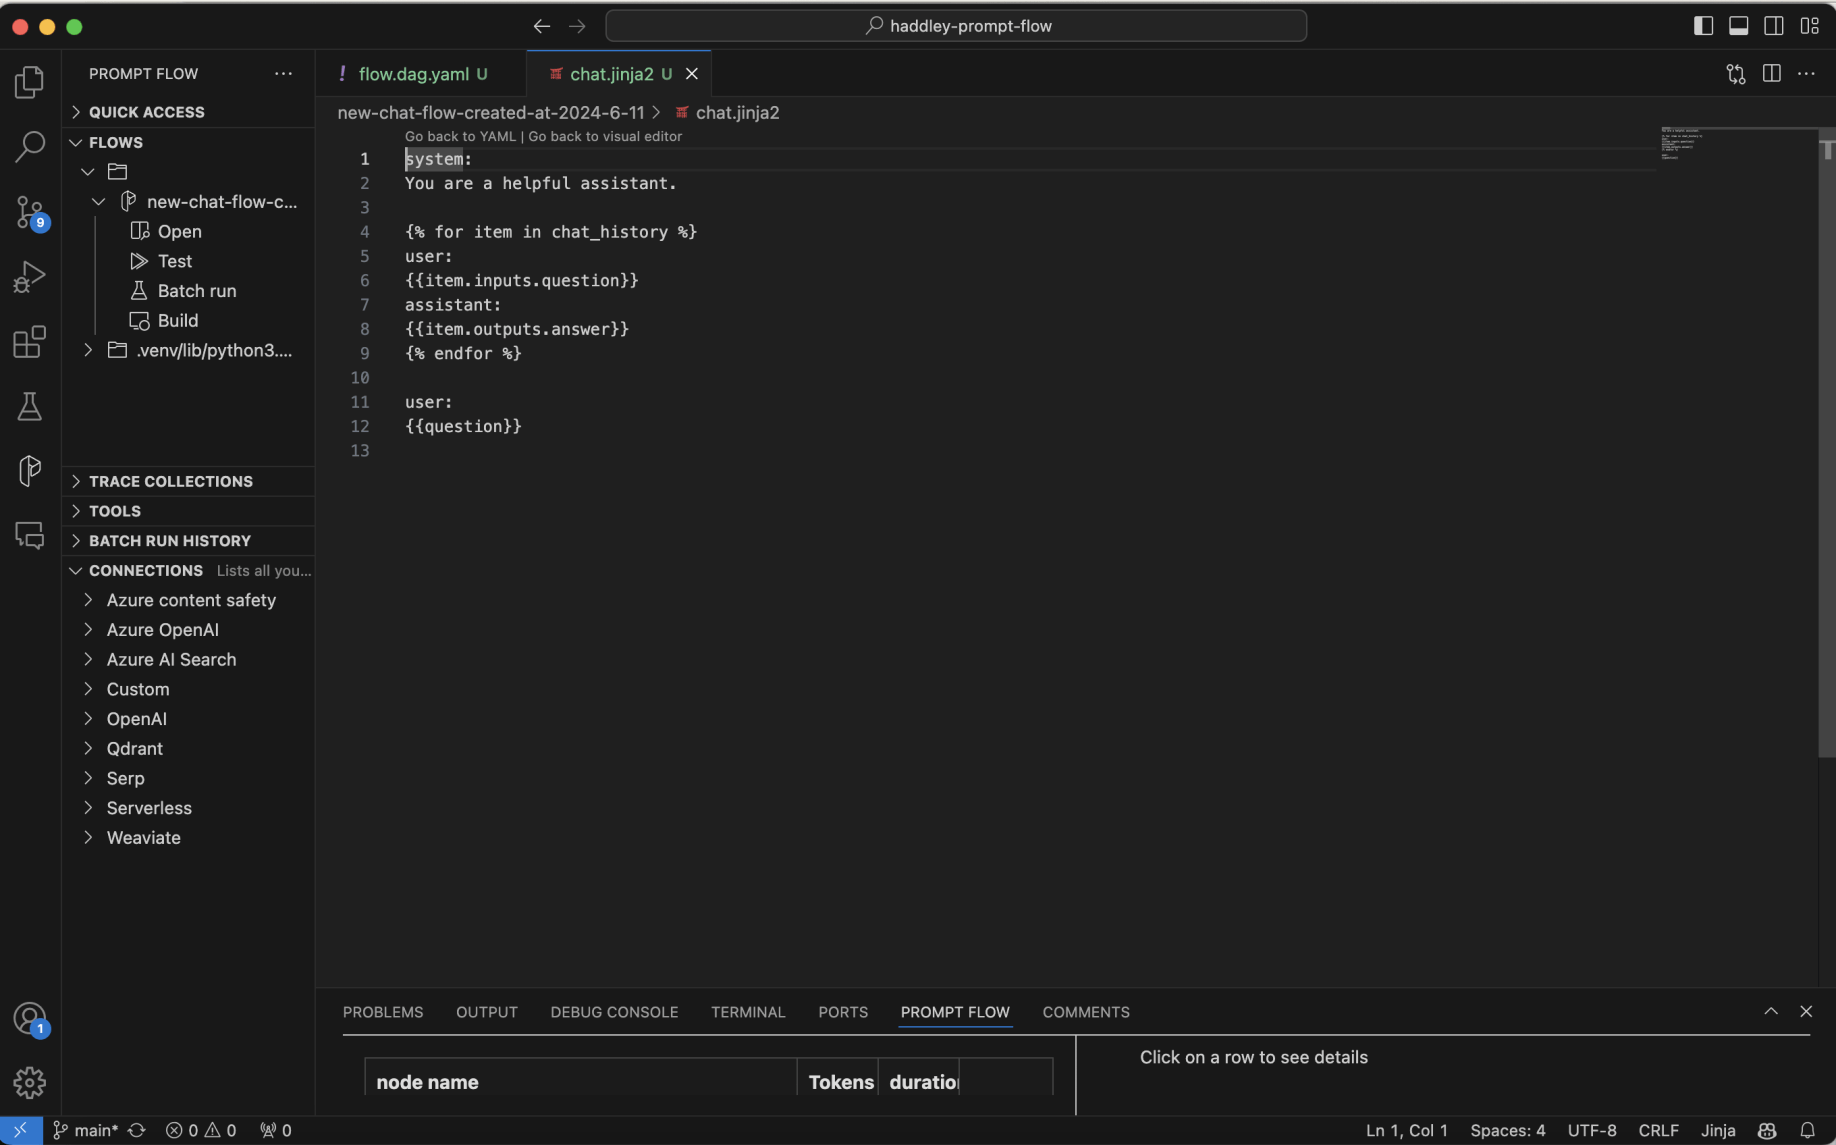 haddley-prompt-flow
PROMPT FLOW
QUICK ACCESS
FLOWS
new-chat-flow-c...
Open
Test
Batch run
Build
.venv/lib/python3....
TRACE COLLECTIONS
TOOLS
BATCH RUN HISTORY
CONNECTIONS Lists all you...
Azure content safety
Azure OpenAI
Azure AI Search
Custom
OpenAI
Qdrant
Serp
Serverless
Weaviate
9
1
! flow.dag.yaml U
chat.jinja2 U
new-chat-flow-created-at-2024-6-11 > chat.jinja2
Go back to YAML | Go back to visual editor
1 system:
2 You are a helpful assistant.
3
4 {% for item in chat_history %}
5 user:
6 {{item.inputs.question}}
7 assistant:
8 {{item.outputs.answer}}
9 {% endfor %}
10
11 user:
12 {{question}}
13
PROBLEMS OUTPUT DEBUG CONSOLE TERMINAL PORTS PROMPT FLOW COMMENTS
node name Tokens duratio
Click on a row to see details
main* 0 0 0
Ln 1, Col 1 Spaces: 4 UTF-8 CRLF Jinja